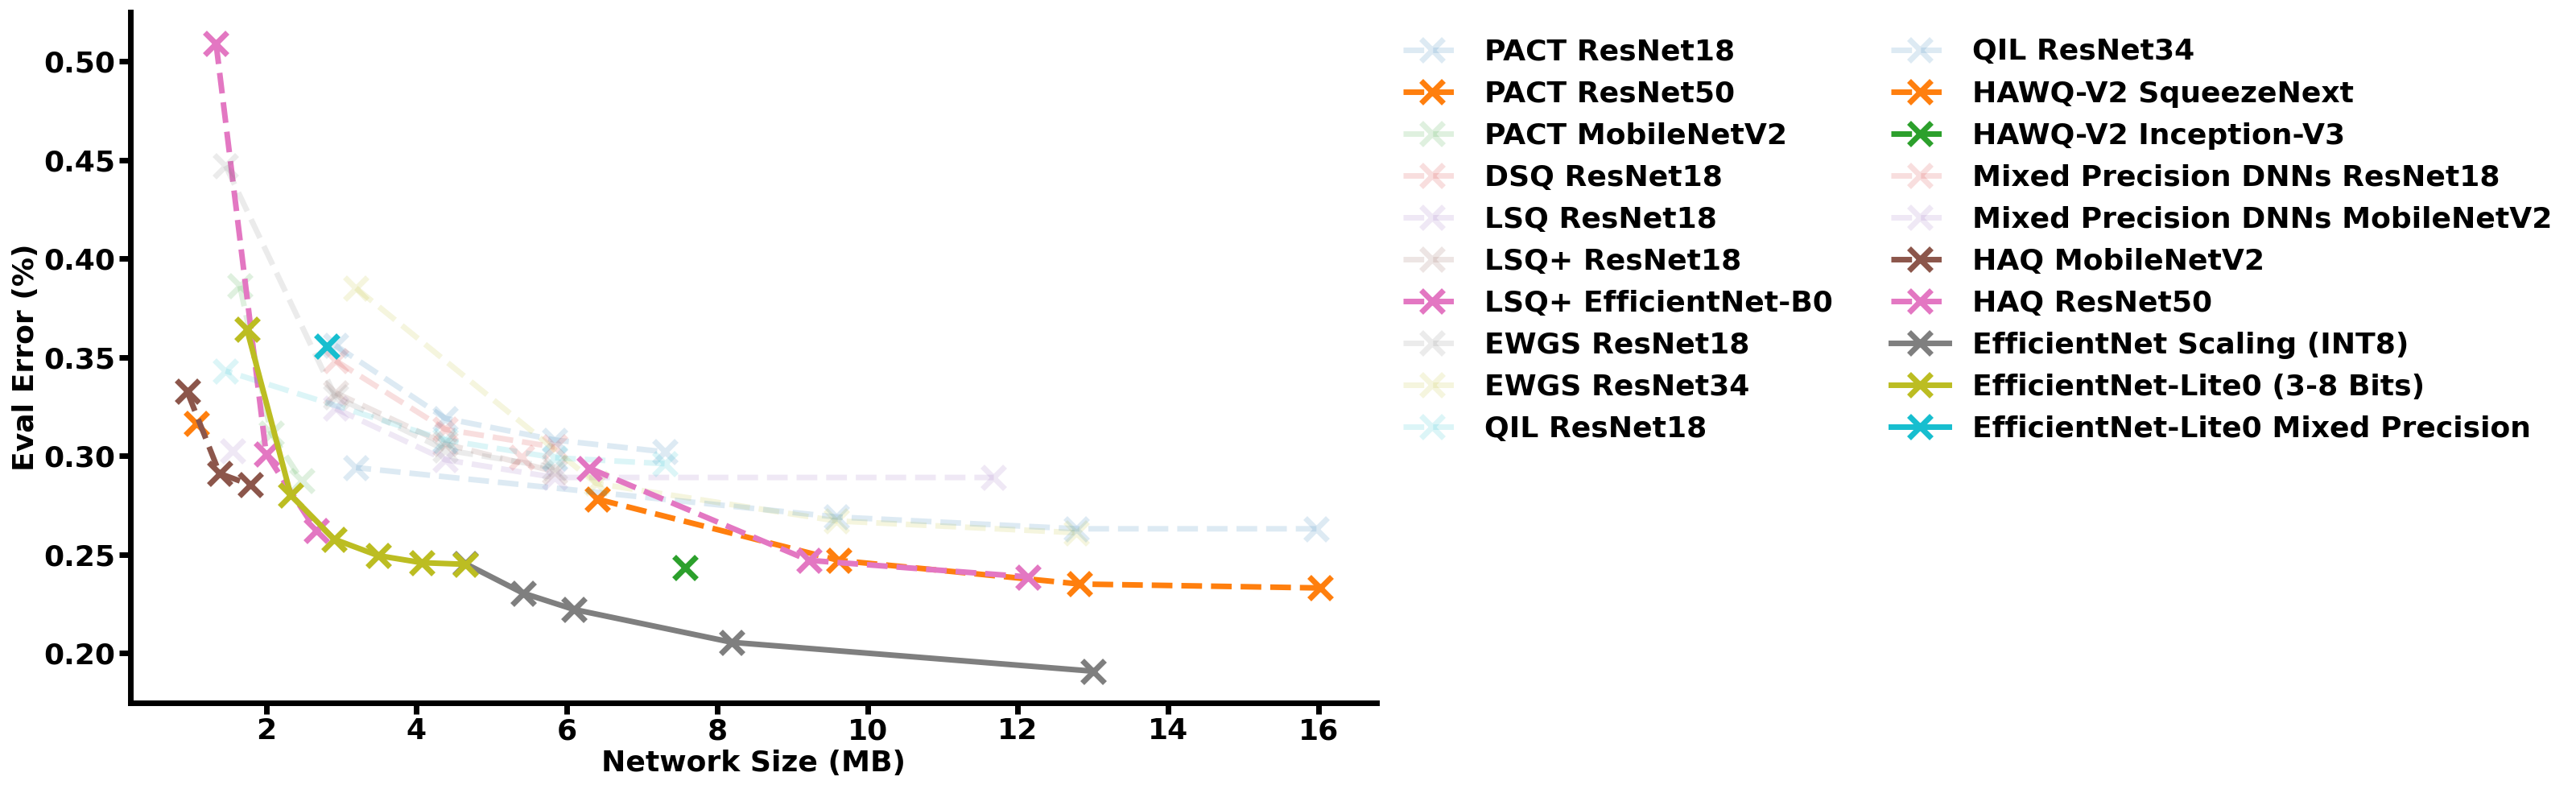 Eval Error (%)
0.50
0.45
0.40
0.35
0.30
0.25
0.20
2 4 6 8 10 12 14 16
Network Size (MB)
PACT ResNet18
PACT ResNet50
PACT MobileNetV2
DSQ ResNet18
LSQ ResNet18
LSQ+ ResNet18
LSQ+ EfficientNet-B0
EWGS ResNet18
EWGS ResNet34
QIL ResNet18
QIL ResNet34
HAWQ-V2 SqueezeNext
HAWQ-V2 Inception-V3
Mixed Precision DNNs ResNet18
Mixed Precision DNNs MobileNetV2
HAQ MobileNetV2
HAQ ResNet50
EfficientNet Scaling (INT8)
EfficientNet-Lite0 (3-8 Bits)
EfficientNet-Lite0 Mixed Precision